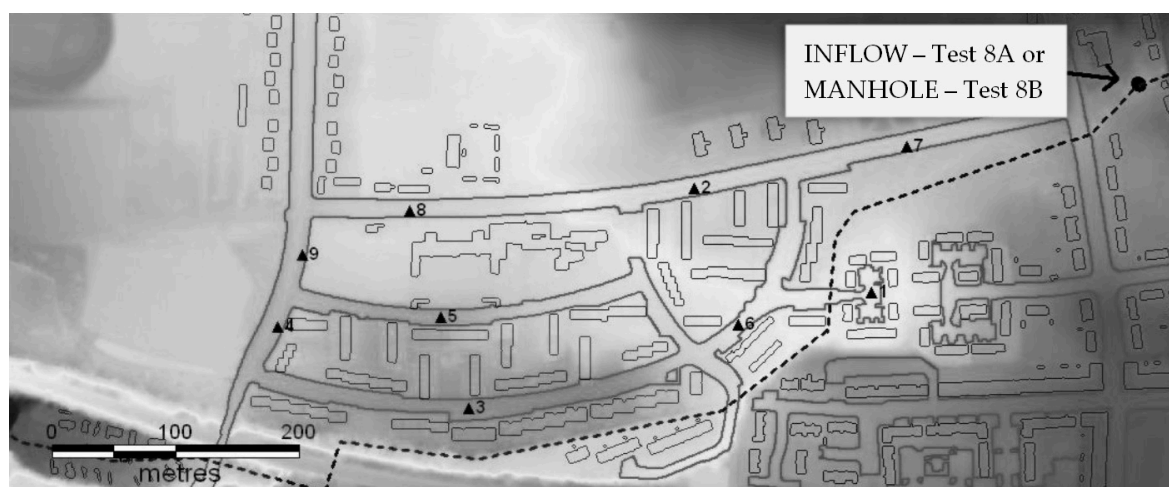 INFLOW – Test 8A or
MANHOLE – Test 8B
7
2
8
9
1
5
4
6
3
0 100 200
metres